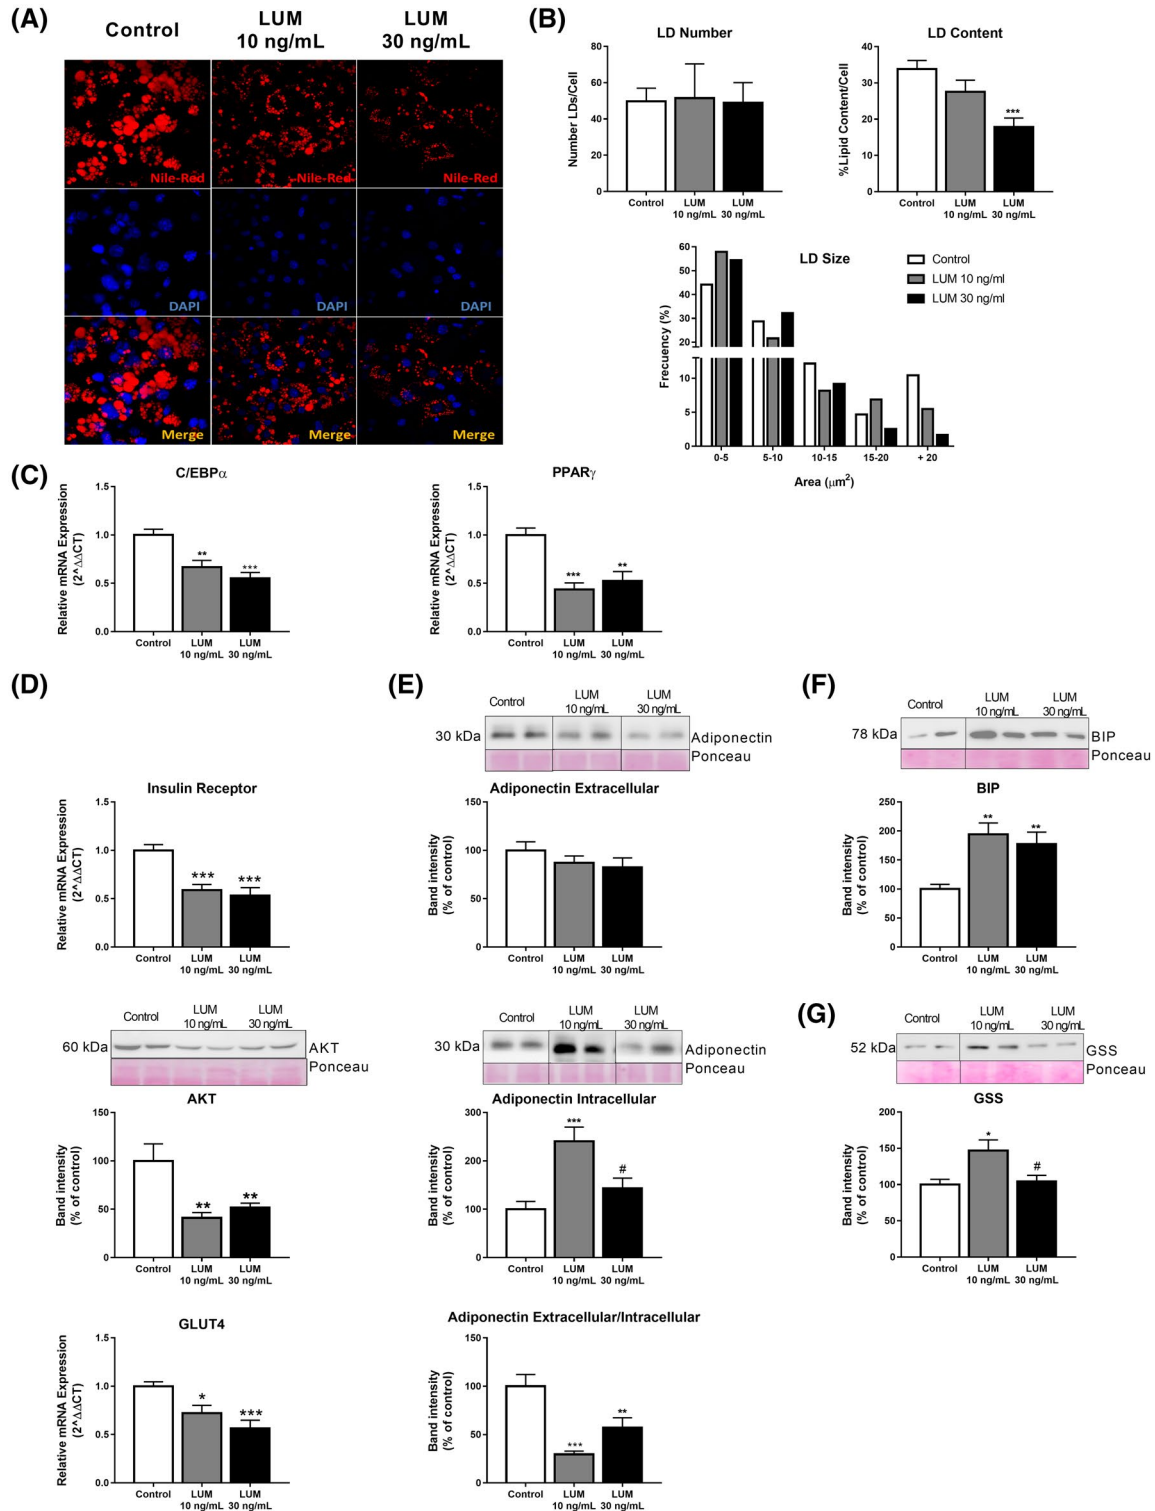 (A)
Control
LUM
10 ng/mL
LUM
30 ng/mL
Nile-Red
Nile-Red
Nile-Red
DAPI
DAPI
DAPI
Merge
Merge
Merge
(B)
LD Number
Number LDs/Cell
80
60
40
20
0
Control
LUM
10 ng/mL
LUM
30 ng/mL
LD Content
%Lipid Content/Cell
40
30
20
10
0
***
Control
LUM
10 ng/mL
LUM
30 ng/mL
LD Size
Frecuency (%)
60
50
40
30
20
10
5
0
Control
LUM 10 ng/ml
LUM 30 ng/ml
0-5
5-10
10-15
15-20
+ 20
Area (μm²)
(C)
C/EBPα
Relative mRNA Expression
(2^ΔΔCT)
1.5
1.0
0.5
0.0
**
***
Control
LUM
10 ng/mL
LUM
30 ng/mL
PPARγ
Relative mRNA Expression
(2^ΔΔCT)
1.5
1.0
0.5
0.0
***
**
Control
LUM
10 ng/mL
LUM
30 ng/mL
(D)
Insulin Receptor
Relative mRNA Expression
(2^ΔΔCT)
1.5
1.0
0.5
0.0
***
***
Control
LUM
10 ng/mL
LUM
30 ng/mL
Control
LUM
10 ng/mL
LUM
30 ng/mL
60 kDa
AKT
Ponceau
AKT
Band intensity
(% of control)
150
100
50
0
**
**
Control
LUM
10 ng/mL
LUM
30 ng/mL
GLUT4
Relative mRNA Expression
(2^ΔΔCT)
1.5
1.0
0.5
0.0
*
***
Control
LUM
10 ng/mL
LUM
30 ng/mL
(E)
Control
LUM
10 ng/mL
LUM
30 ng/mL
30 kDa
Adiponectin
Ponceau
Adiponectin Extracellular
Band intensity
(% of control)
150
100
50
0
Control
LUM
10 ng/mL
LUM
30 ng/mL
Control
LUM
10 ng/mL
LUM
30 ng/mL
30 kDa
Adiponectin
Ponceau
Adiponectin Intracellular
Band intensity
(% of control)
300
200
100
0
***
#
Control
LUM
10 ng/mL
LUM
30 ng/mL
Adiponectin Extracellular/Intracellular
Band intensity
(% of control)
150
100
50
0
***
**
Control
LUM
10 ng/mL
LUM
30 ng/mL
(F)
Control
LUM
10 ng/mL
LUM
30 ng/mL
78 kDa
BIP
Ponceau
BIP
Band intensity
(% of control)
250
200
150
100
50
0
**
**
Control
LUM
10 ng/mL
LUM
30 ng/mL
(G)
Control
LUM
10 ng/mL
LUM
30 ng/mL
52 kDa
GSS
Ponceau
GSS
Band intensity
(% of control)
200
150
100
50
0
*
#
Control
LUM
10 ng/mL
LUM
30 ng/mL